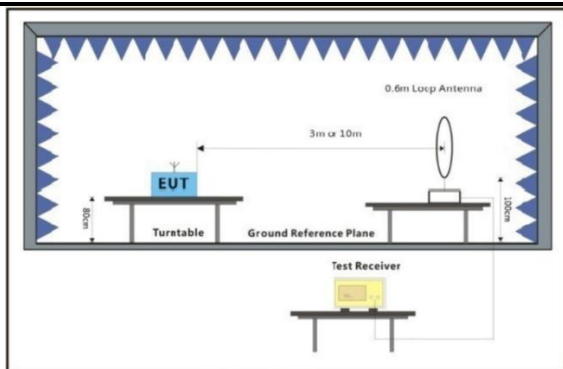 0.6m Loop Antenna
3m or 10m
EUT
80cm
100cm
Turntable
Ground Reference Plane
Test Receiver